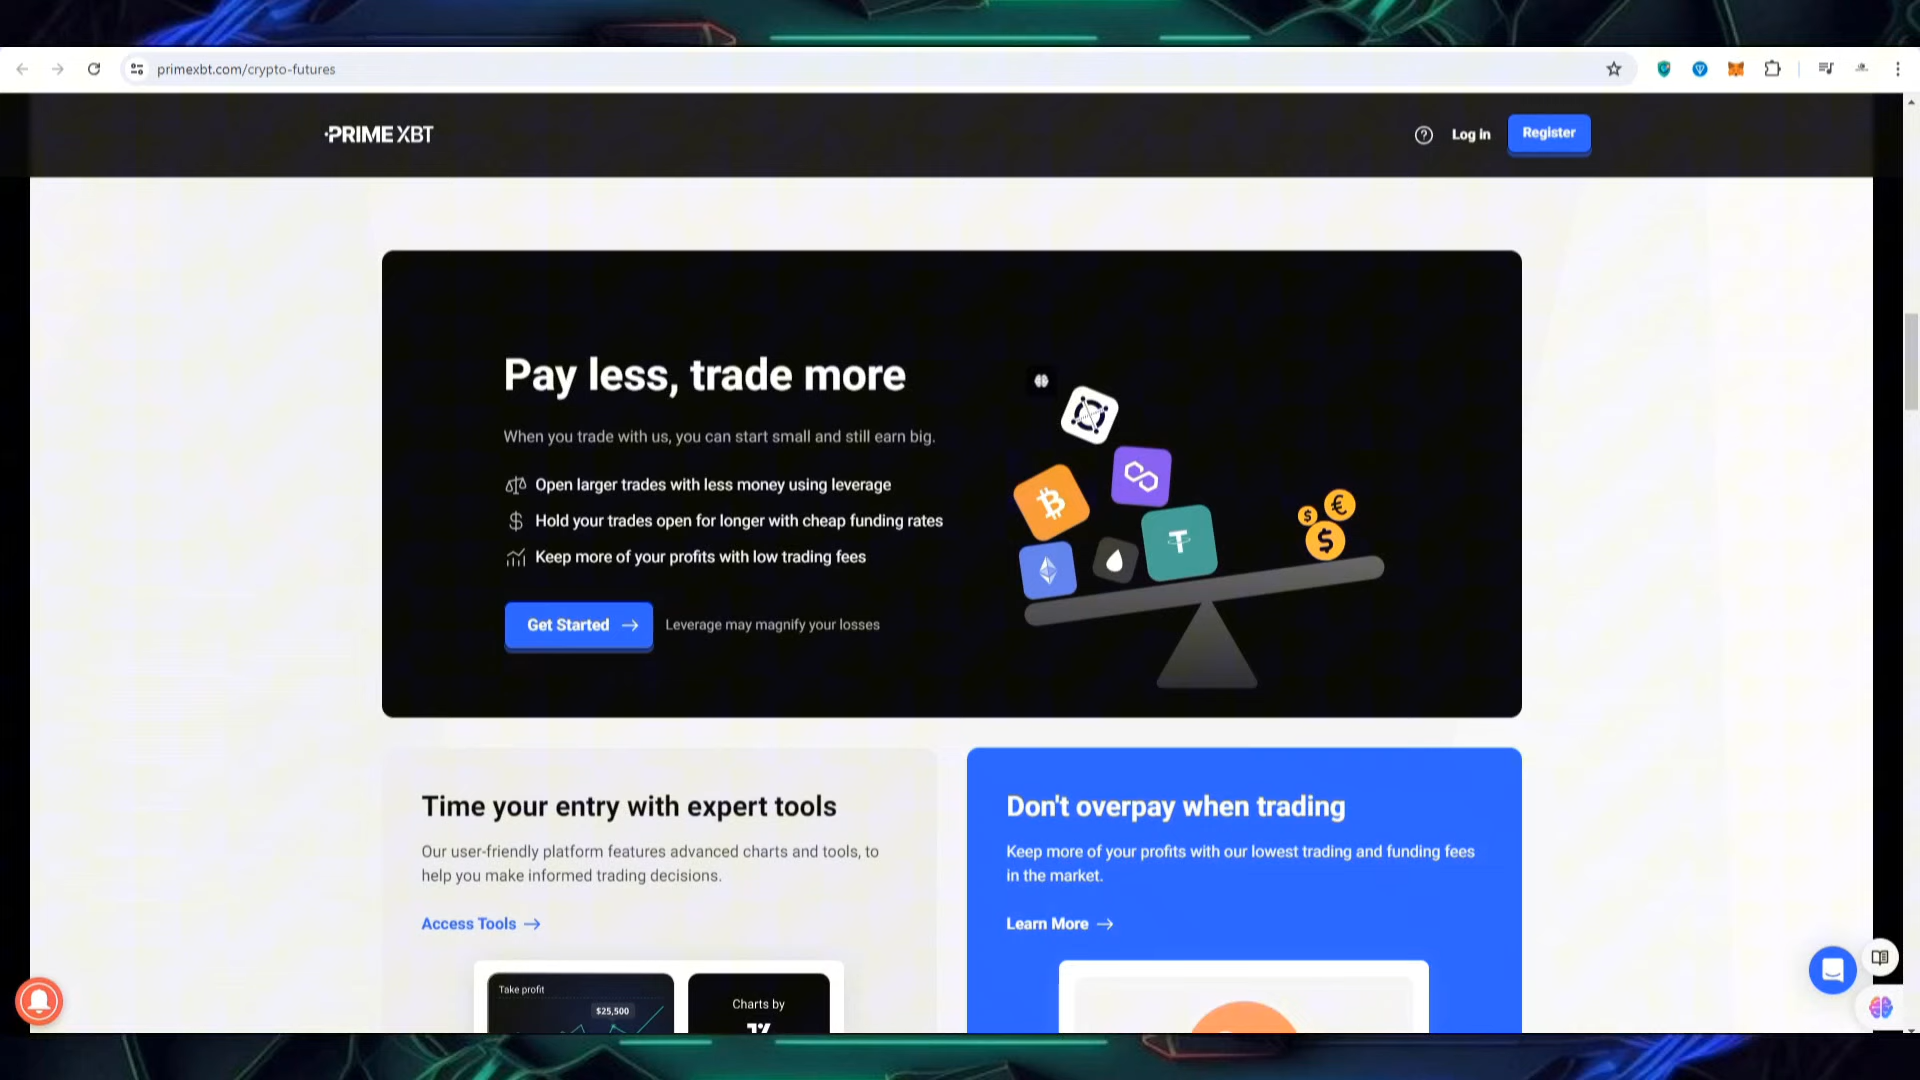 primexbt.com/crypto-futures
PRIME XBT
Log in
Register
Pay less, trade more
When you trade with us, you can start small and still earn big.
Open larger trades with less money using leverage
Hold your trades open for longer with cheap funding rates
Keep more of your profits with low trading fees
Get Started →
Leverage may magnify your losses
Time your entry with expert tools
Our user-friendly platform features advanced charts and tools, to
help you make informed trading decisions.
Access Tools →
Take profit
$25,500
Charts by
Don't overpay when trading
Keep more of your profits with our lowest trading and funding fees
in the market.
Learn More →